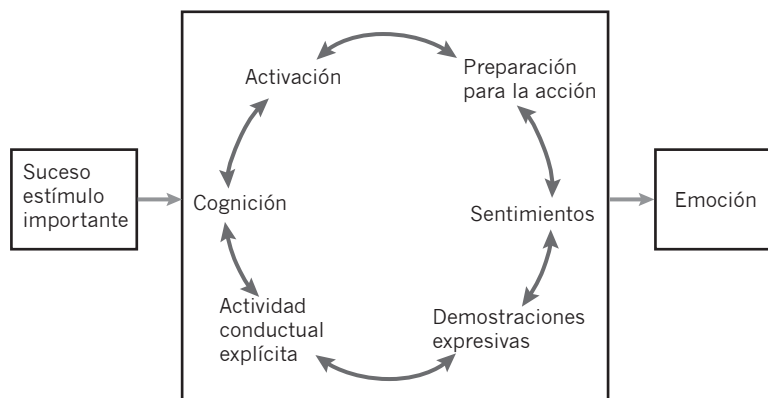 Activación
Preparación
para la acción
Suceso
estímulo
importante
Cognición
Sentimientos
Emoción
Actividad
conductual
explícita
Demostraciones
expresivas